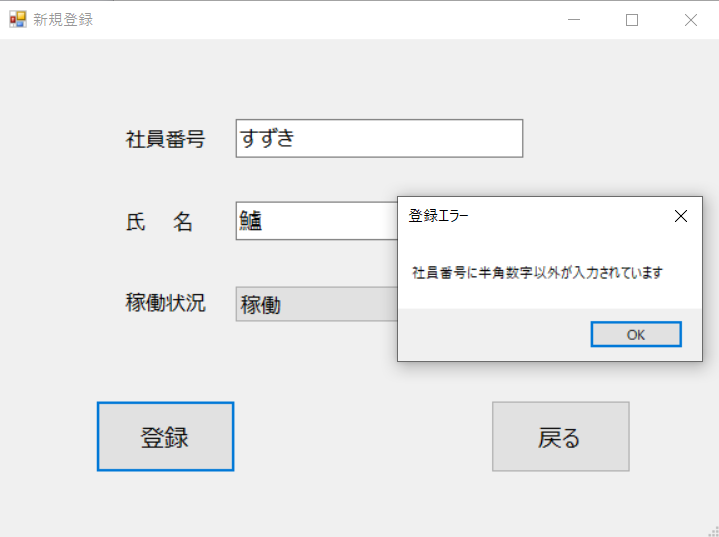 新規登録
社員番号 すずき
氏 名 鱸
稼働状況 稼働
登録エラー
社員番号に半角数字以外が入力されています
OK
登録 戻る